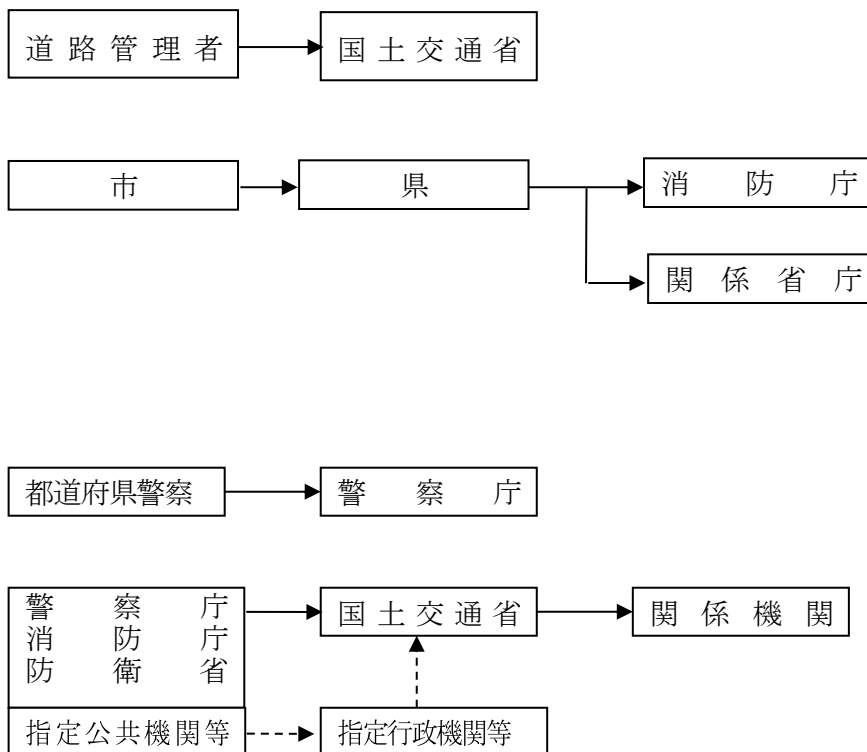 道路管理者
国土交通省
市
県
消防庁
関係省庁
都道府県警察
警察庁
警察庁
消防庁
防衛省
国土交通省
関係機関
指定公共機関等
指定行政機関等